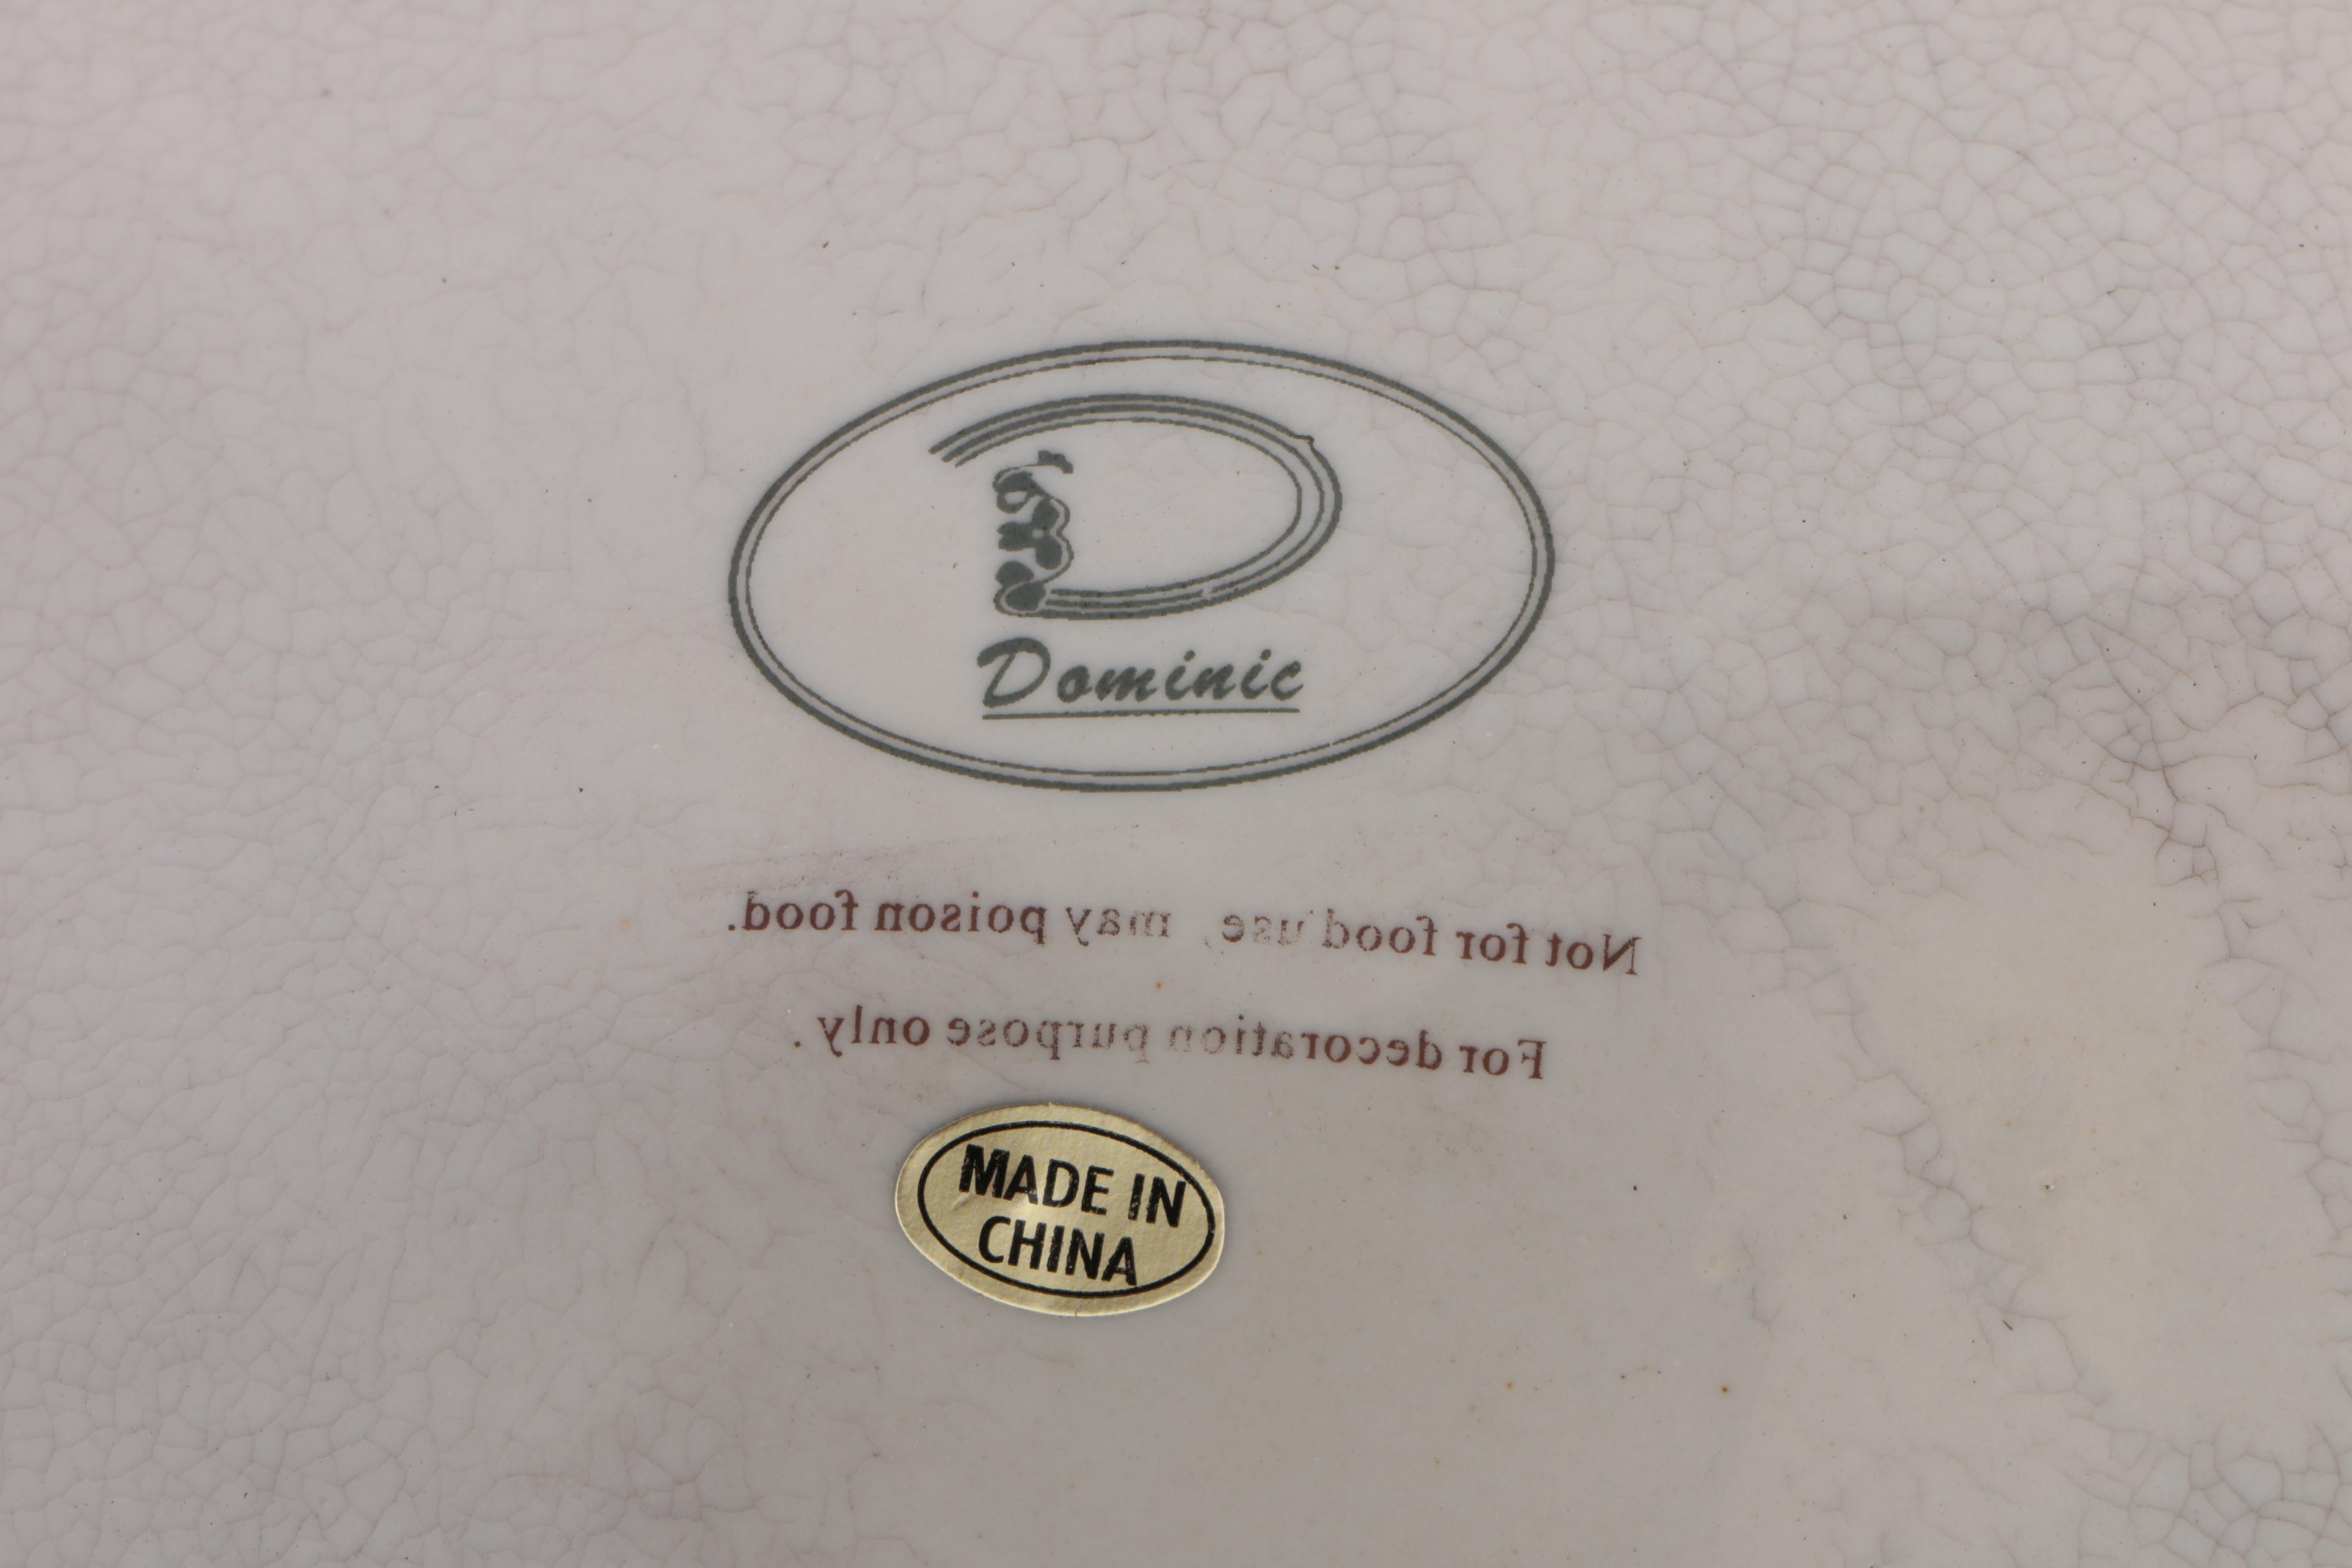 Dominic
Not for food use, may poison food.
For decoration purpose only.
MADE IN
CHINA